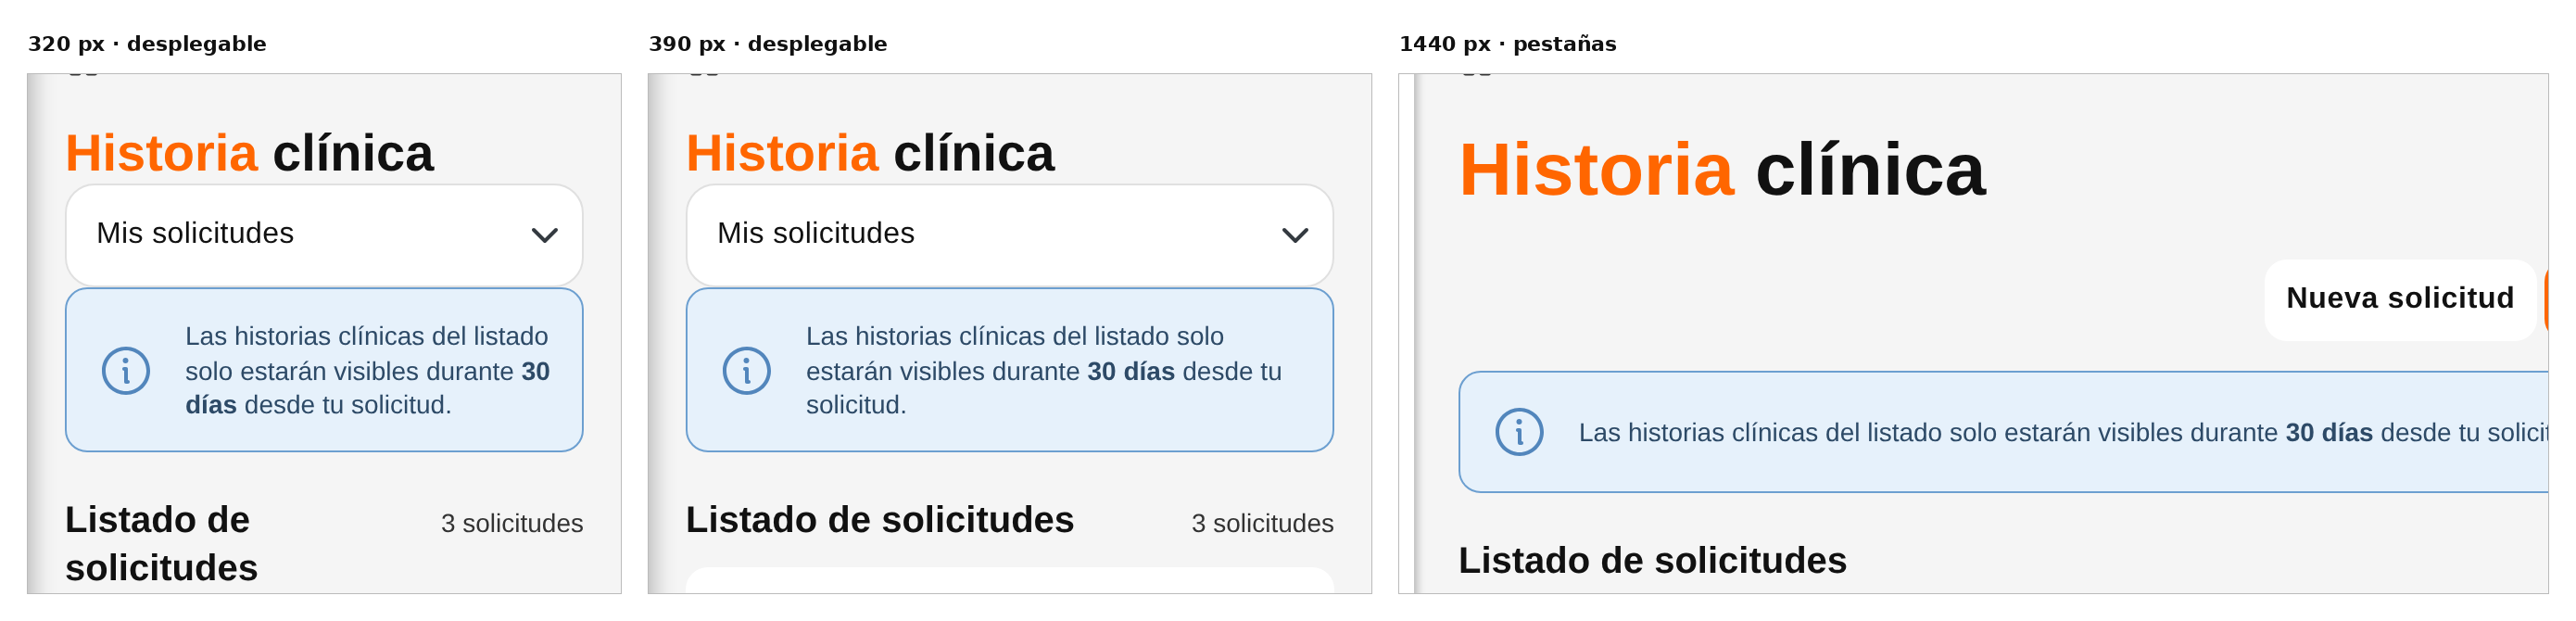 320 px · desplegable
Historia clínica
Mis solicitudes
Las historias clínicas del listado
solo estarán visibles durante 30
días desde tu solicitud.
Listado de
solicitudes
3 solicitudes
390 px · desplegable
Historia clínica
Mis solicitudes
Las historias clínicas del listado solo
estarán visibles durante 30 días desde tu
solicitud.
Listado de solicitudes
3 solicitudes
1440 px · pestañas
Historia clínica
Nueva solicitud
Las historias clínicas del listado solo estarán visibles durante 30 días desde tu
Listado de solicitudes